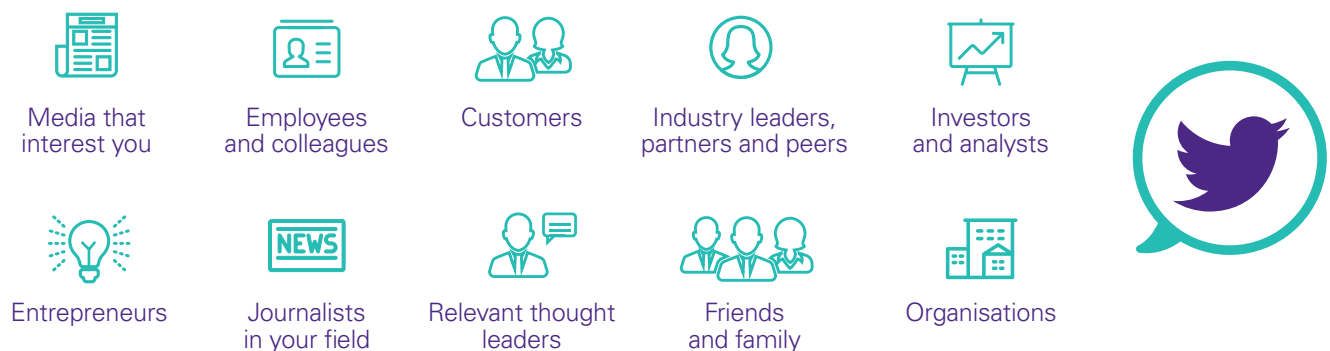 Media that
interest you
Employees
and colleagues
Customers
Industry leaders,
partners and peers
Investors
and analysts
Entrepreneurs
NEWS
Journalists
in your field
Relevant thought
leaders
Friends
and family
Organisations